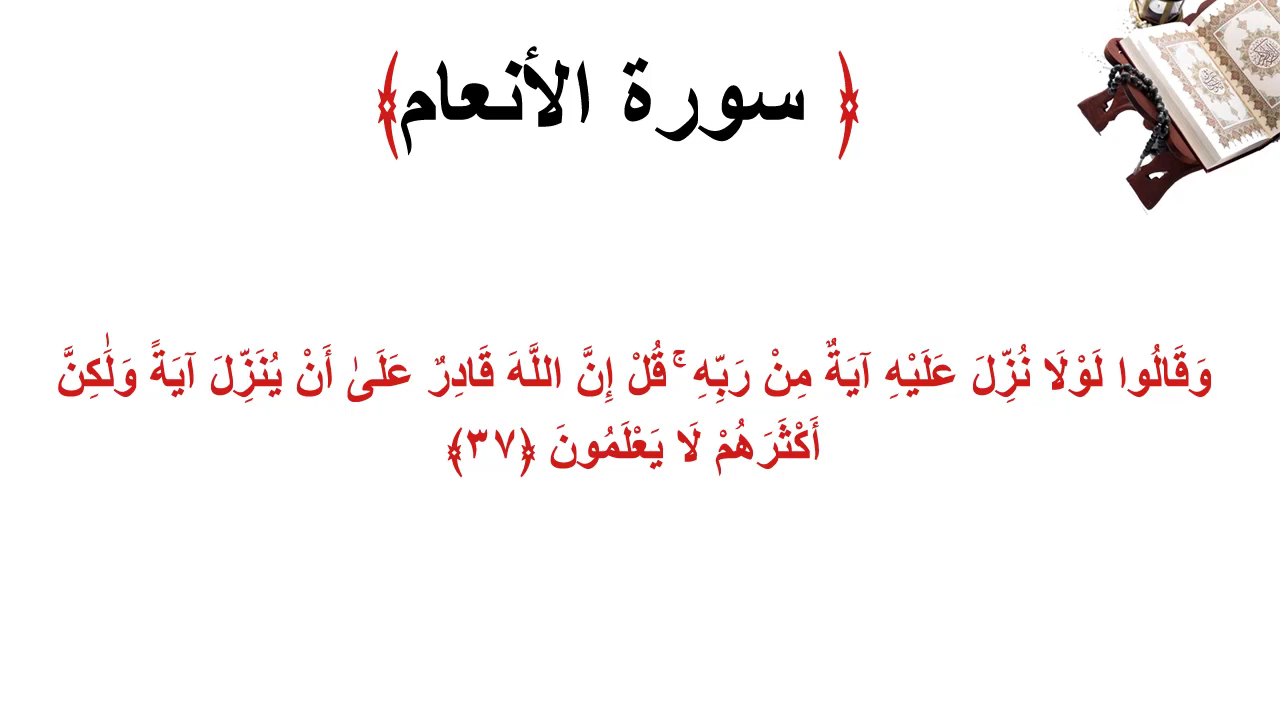 ﴿ سورة الأنعام﴾
وَقَالُوا لَوْلَا نُزِّلَ عَلَيْهِ آيَةٌ مِنْ رَبِّهِ ۚ قُلْ إِنَّ اللَّهَ قَادِرٌ عَلَىٰ أَنْ يُنَزِّلَ آيَةً وَلَٰكِنَّ
أَكْثَرَهُمْ لَا يَعْلَمُونَ ﴿٣٧﴾